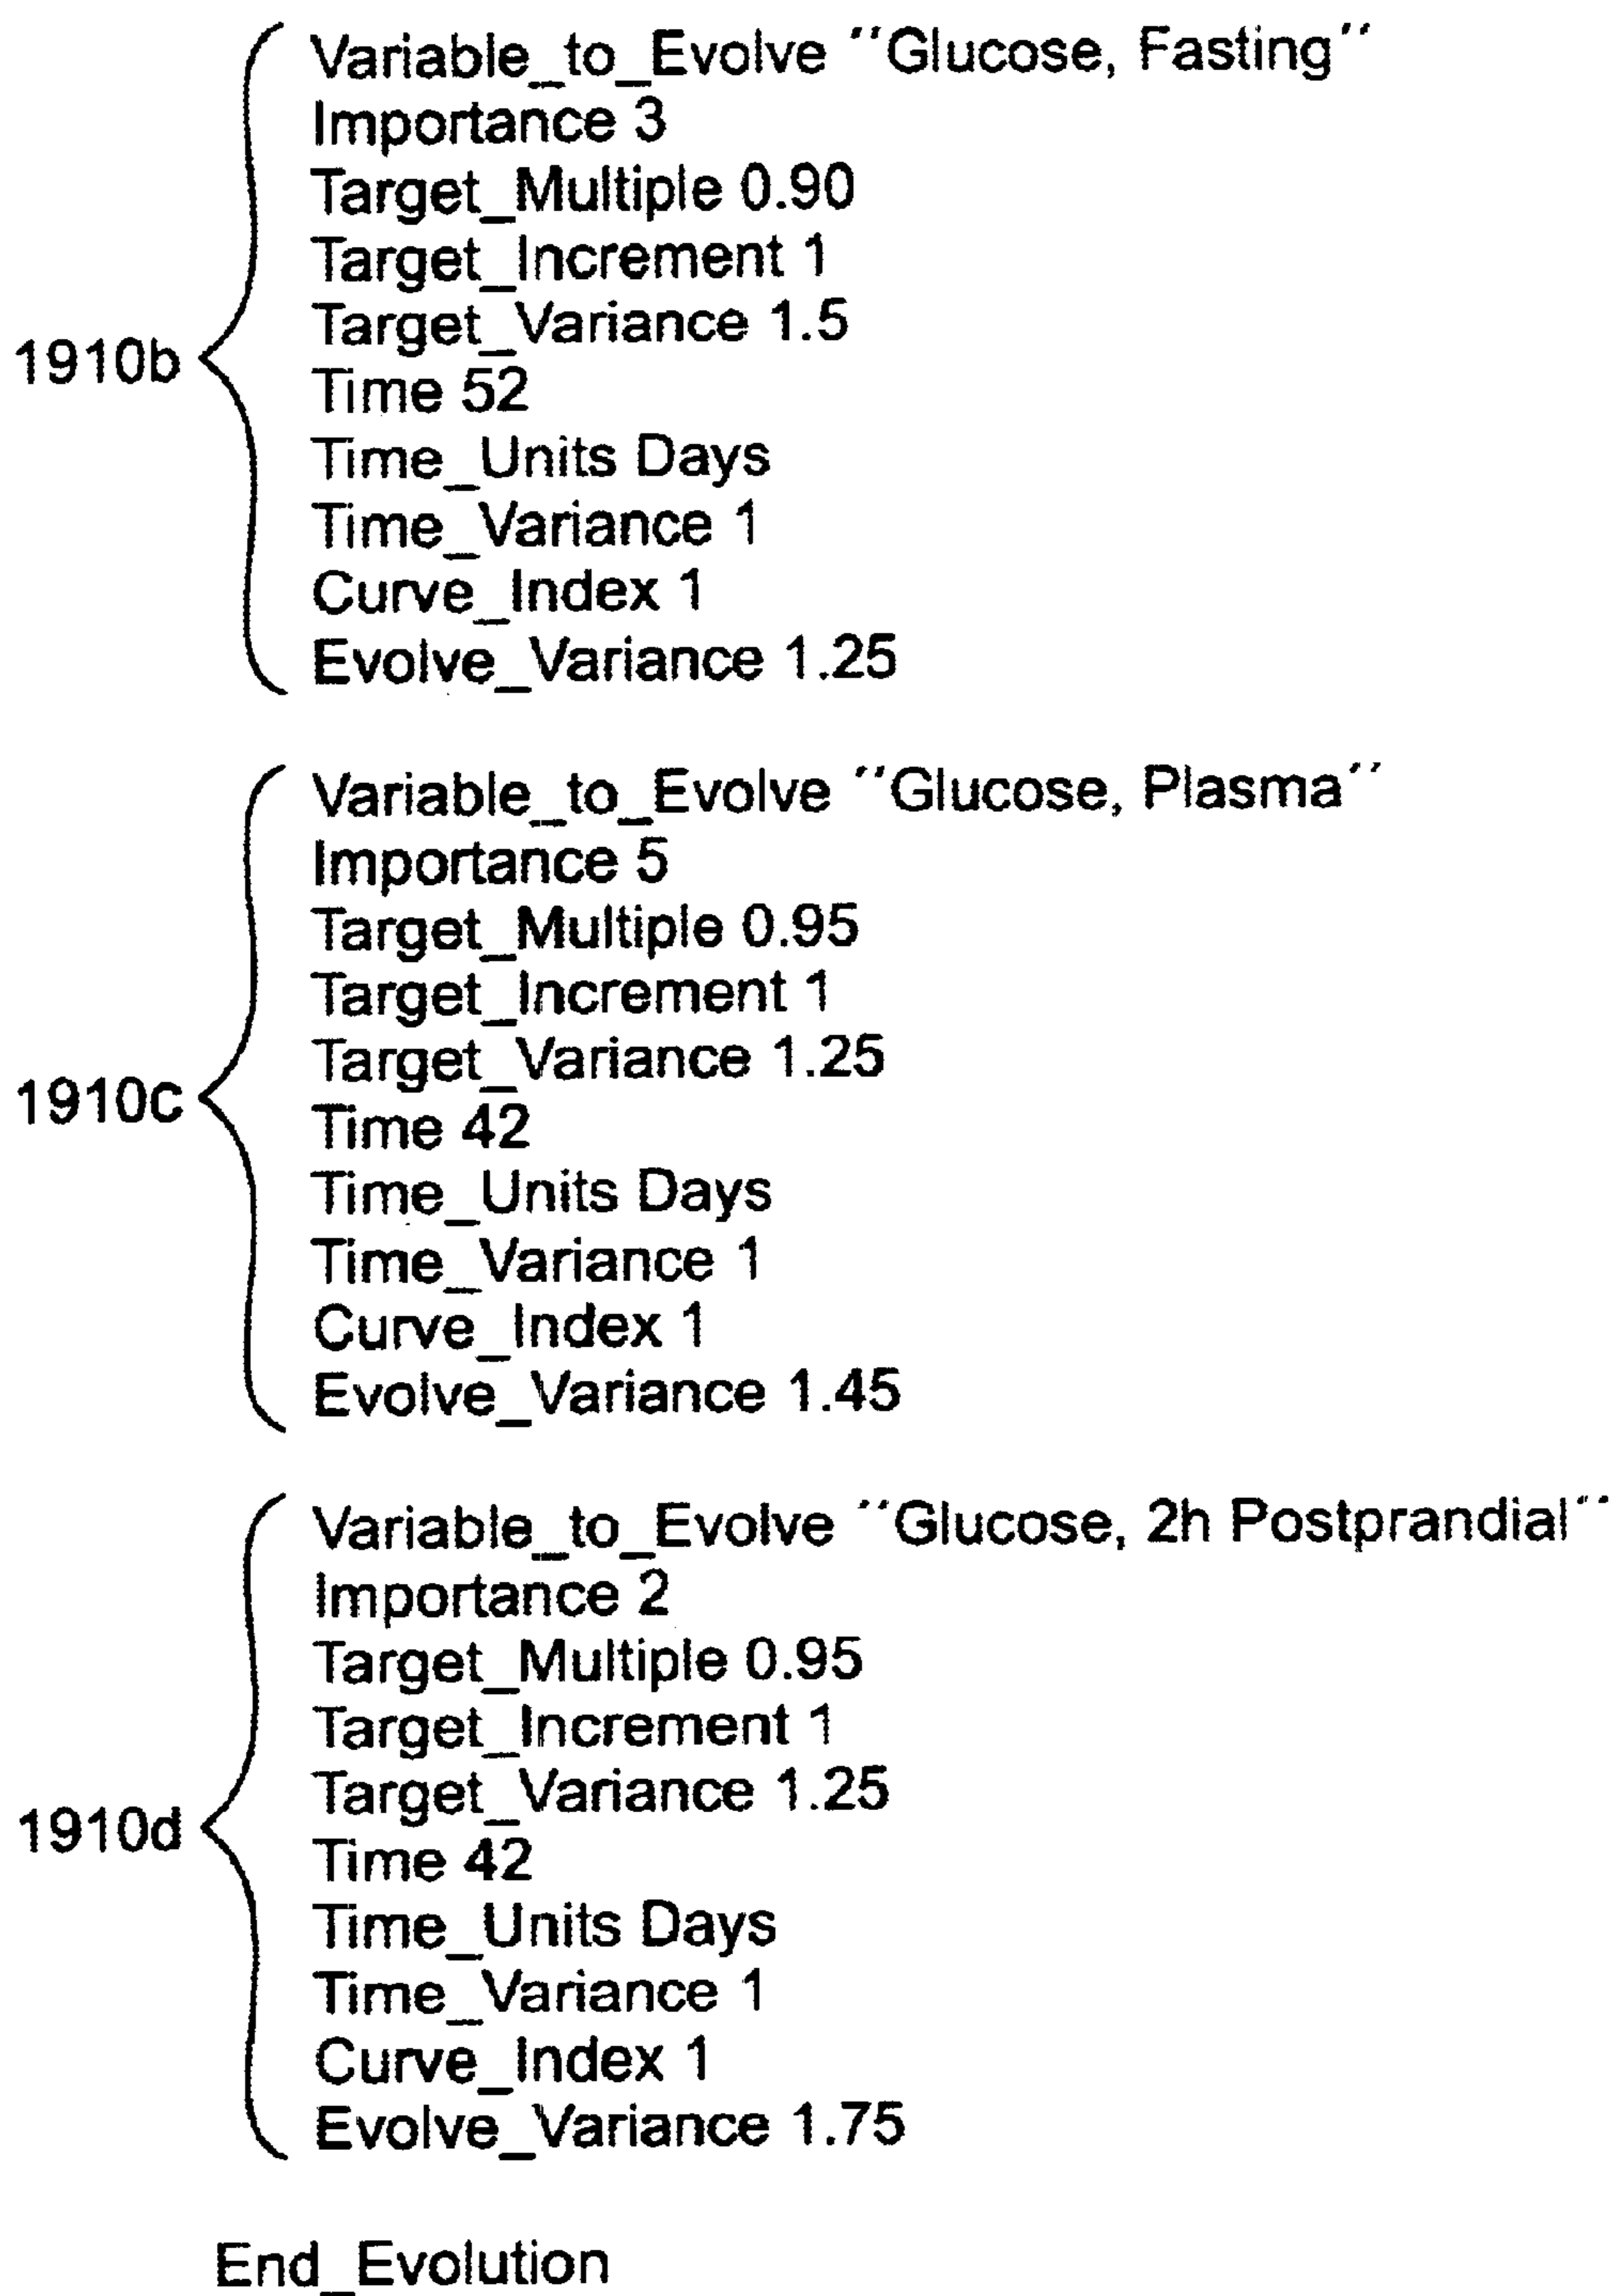 Variable_to_Evolve ´´Glucose, Fasting´´
Importance 3
Target_Multiple 0.90
Target_Increment 1
Target_Variance 1.5
1910b
Time 52
Time_Units Days
Time_Variance 1
Curve_Index 1
Evolve_Variance 1.25
Variable_to_Evolve ´´Glucose, Plasma´´
Importance 5
Target_Multiple 0.95
Target_Increment 1
Target_Variance 1.25
1910c
Time 42
Time_Units Days
Time_Variance 1
Curve_Index 1
Evolve_Variance 1.45
Variable_to_Evolve ´´Glucose, 2h Postprandial´´
Importance 2
Target_Multiple 0.95
Target_Increment 1
Target_Variance 1.25
1910d
Time 42
Time_Units Days
Time_Variance 1
Curve_Index 1
Evolve_Variance 1.75
End_Evolution